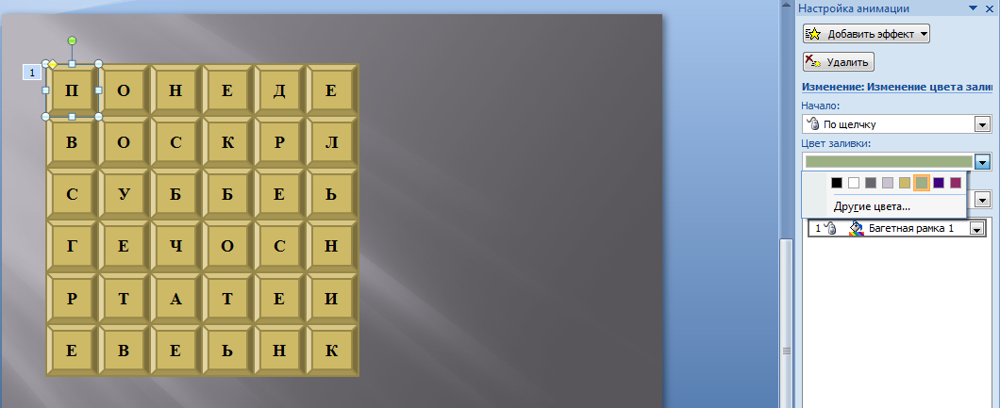 Настройка анимации
Добавить эффект
Удалить
Изменение: Изменение цвета зали
Начало:
По щелчку
Цвет заливки:
Другие цвета...
1 Багетная рамка 1
1
П О Н Е Д Е
В О С К Р Л
С У Б Б Е Ь
Г Е Ч О С Н
Р Т А Т Е И
Е В Е Ь Н К